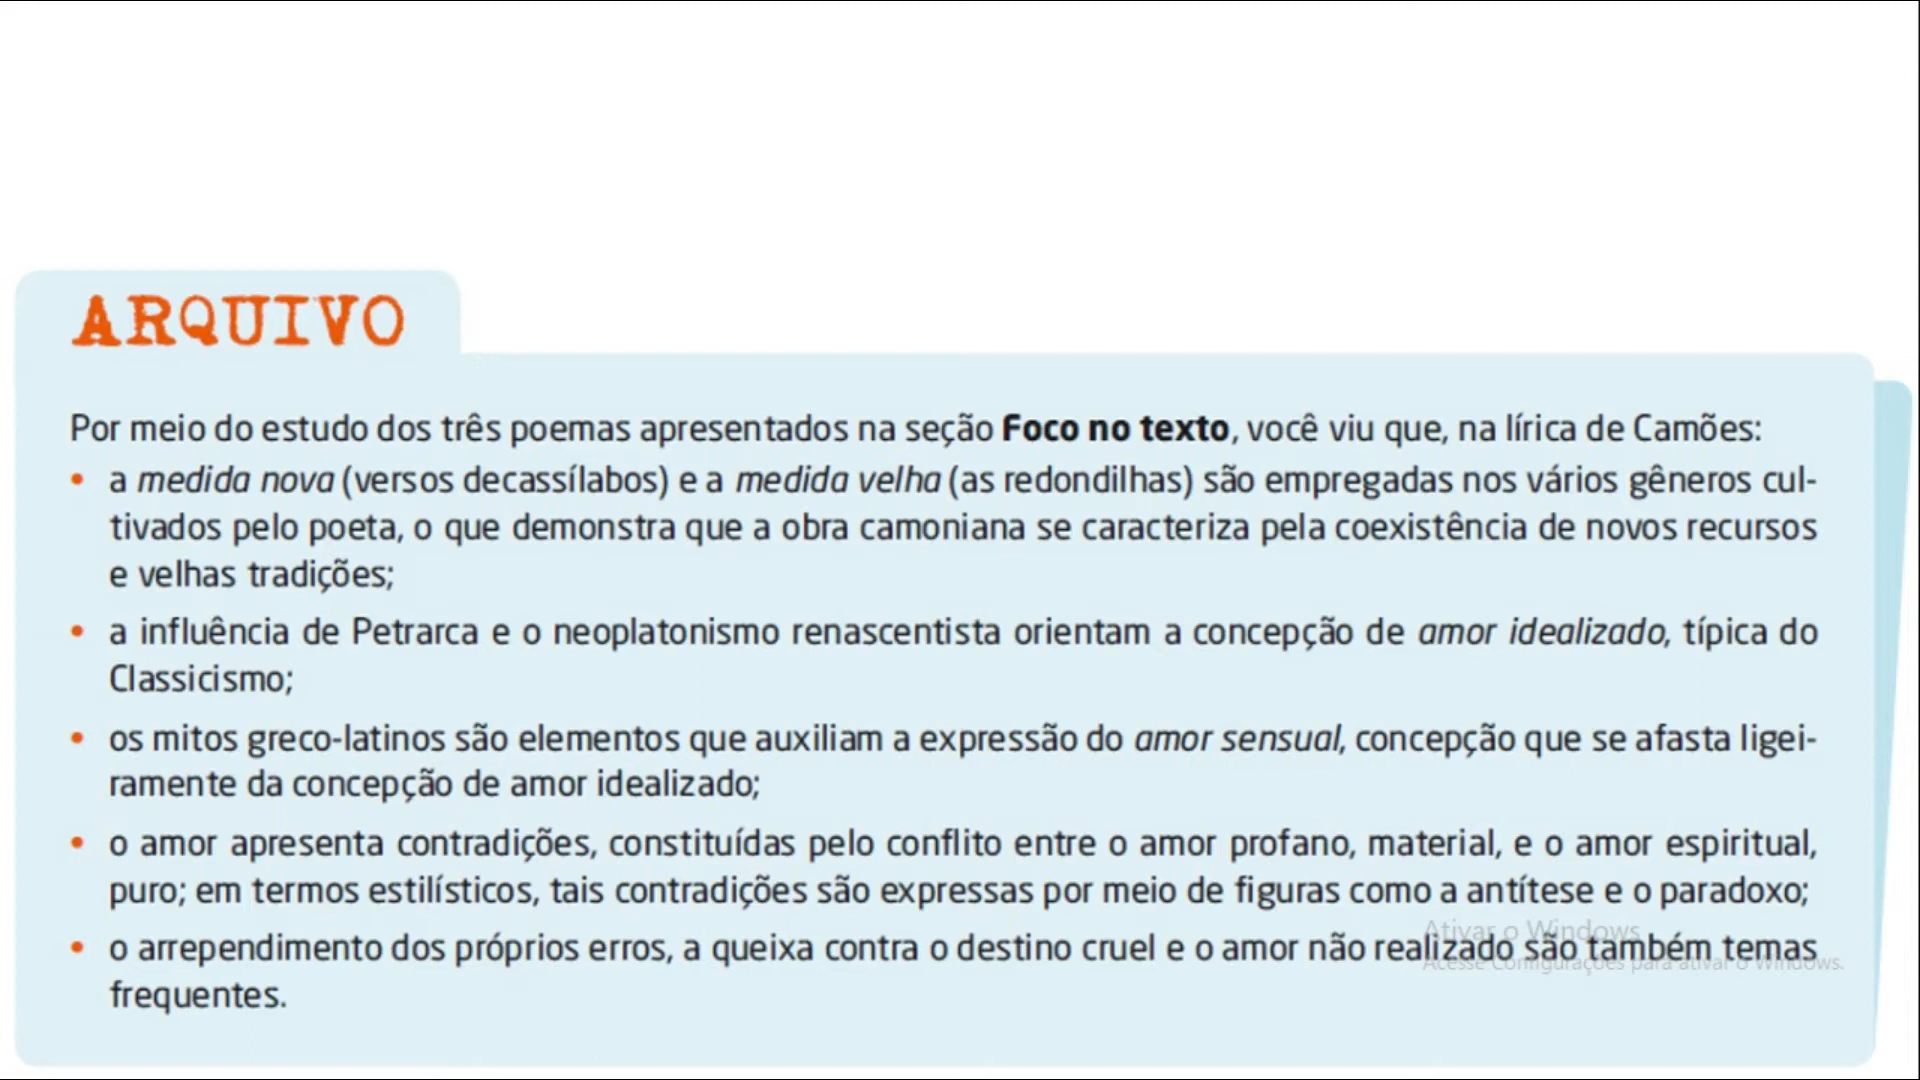 ARQUIVO
Por meio do estudo dos três poemas apresentados na seção Foco no texto, você viu que, na lírica de Camões:
• a medida nova (versos decassílabos) e a medida velha (as redondilhas) são empregadas nos vários gêneros cul-
tivados pelo poeta, o que demonstra que a obra camoniana se caracteriza pela coexistência de novos recursos
e velhas tradições;
• a influência de Petrarca e o neoplatonismo renascentista orientam a concepção de amor idealizado, típica do
Classicismo;
• os mitos greco-latinos são elementos que auxiliam a expressão do amor sensual, concepção que se afasta ligei-
ramente da concepção de amor idealizado;
• o amor apresenta contradições, constituídas pelo conflito entre o amor profano, material, e o amor espiritual,
puro; em termos estilísticos, tais contradições são expressas por meio de figuras como a antítese e o paradoxo;
Ativar o Windows
• o arrependimento dos próprios erros, a queixa contra o destino cruel e o amor não realizado são também temas
Acesse Configurações para ativar o Windows.
frequentes.